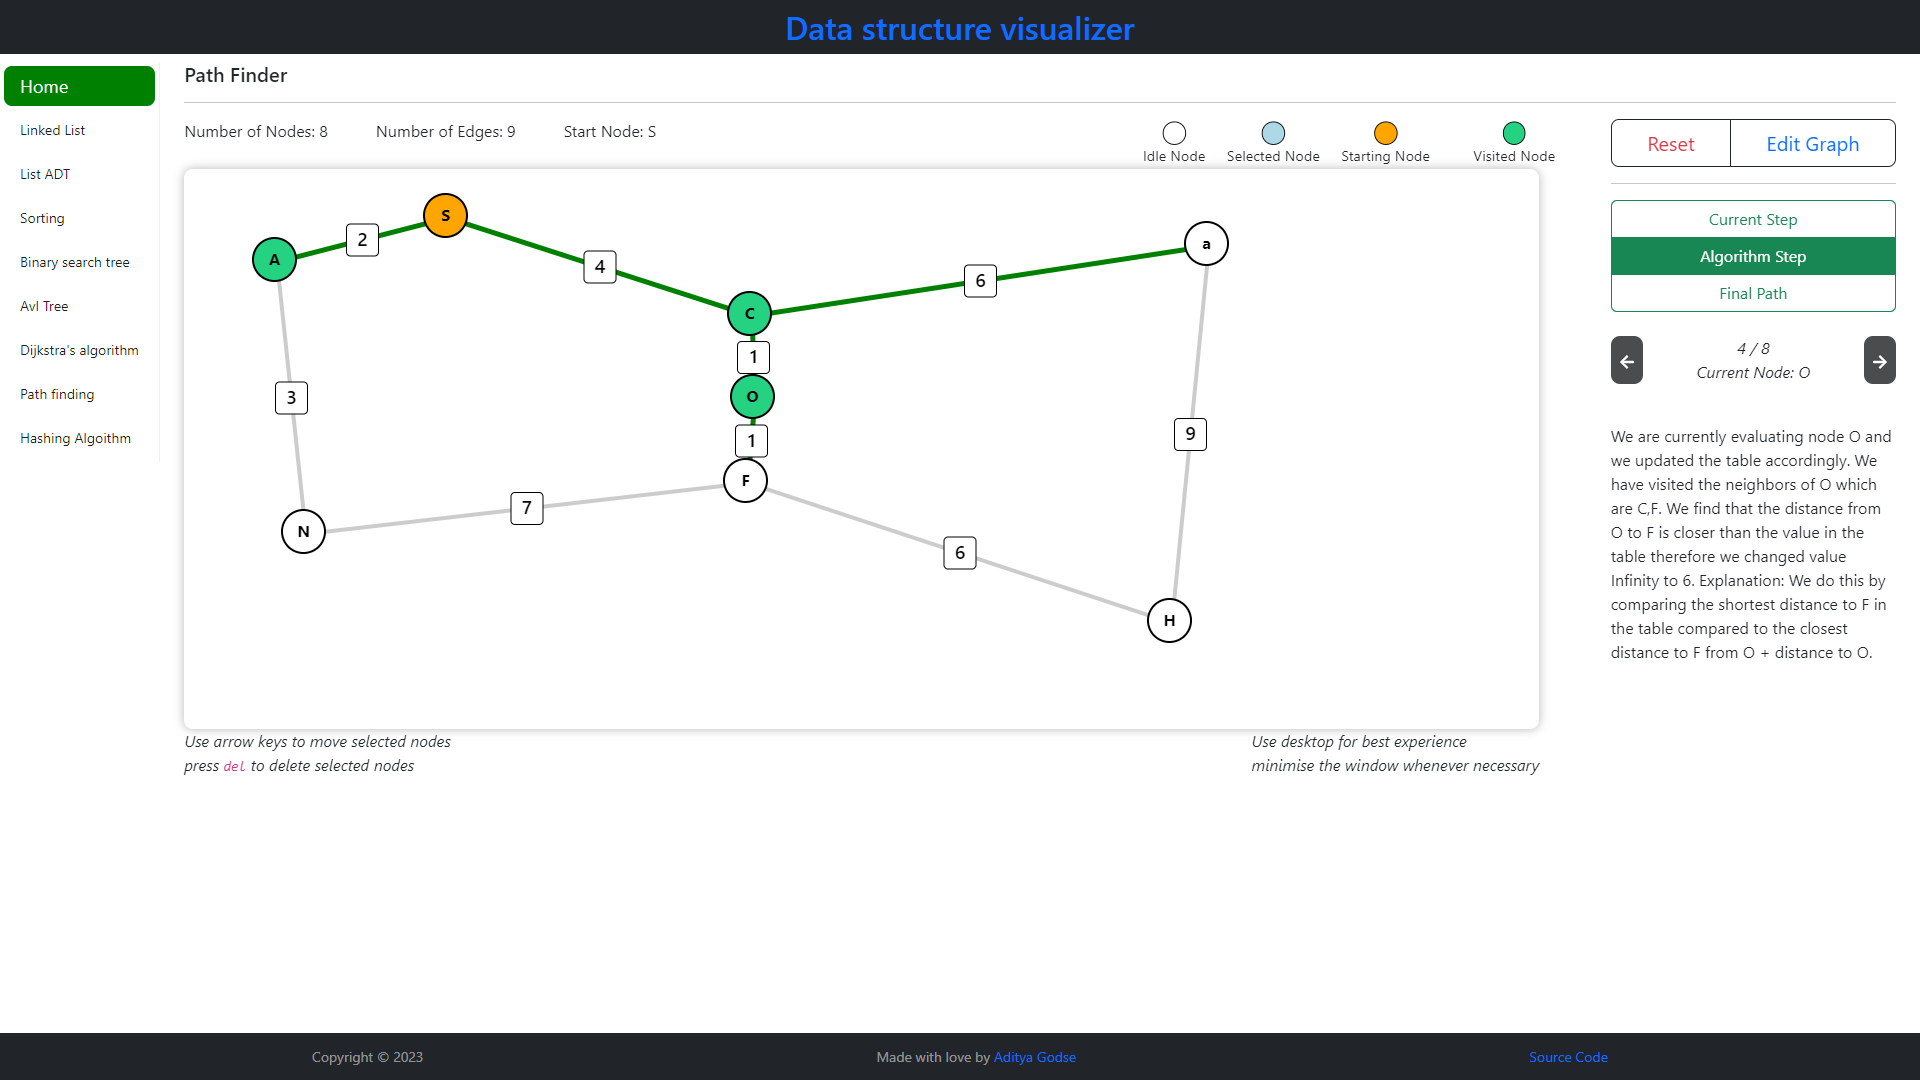 Data structure visualizer
Home
Linked List
List ADT
Sorting
Binary search tree
Avl Tree
Dijkstra's algorithm
Path finding
Hashing Algoithm
Path Finder
Number of Nodes: 8
Number of Edges: 9
Start Node: S
Idle Node
Selected Node
Starting Node
Visited Node
S
2
A
4
a
6
C
1
O
3
1
9
F
7
N
6
H
Use arrow keys to move selected nodes
press del to delete selected nodes
Use desktop for best experience
minimise the window whenever necessary
Reset
Edit Graph
Current Step
Algorithm Step
Final Path
4 / 8
Current Node: O
We are currently evaluating node O and
we updated the table accordingly. We
have visited the neighbors of O which
are C,F. We find that the distance from
O to F is closer than the value in the
table therefore we changed value
Infinity to 6. Explanation: We do this by
comparing the shortest distance to F in
the table compared to the closest
distance to F from O + distance to O.
Copyright © 2023
Made with love by Aditya Godse
Source Code